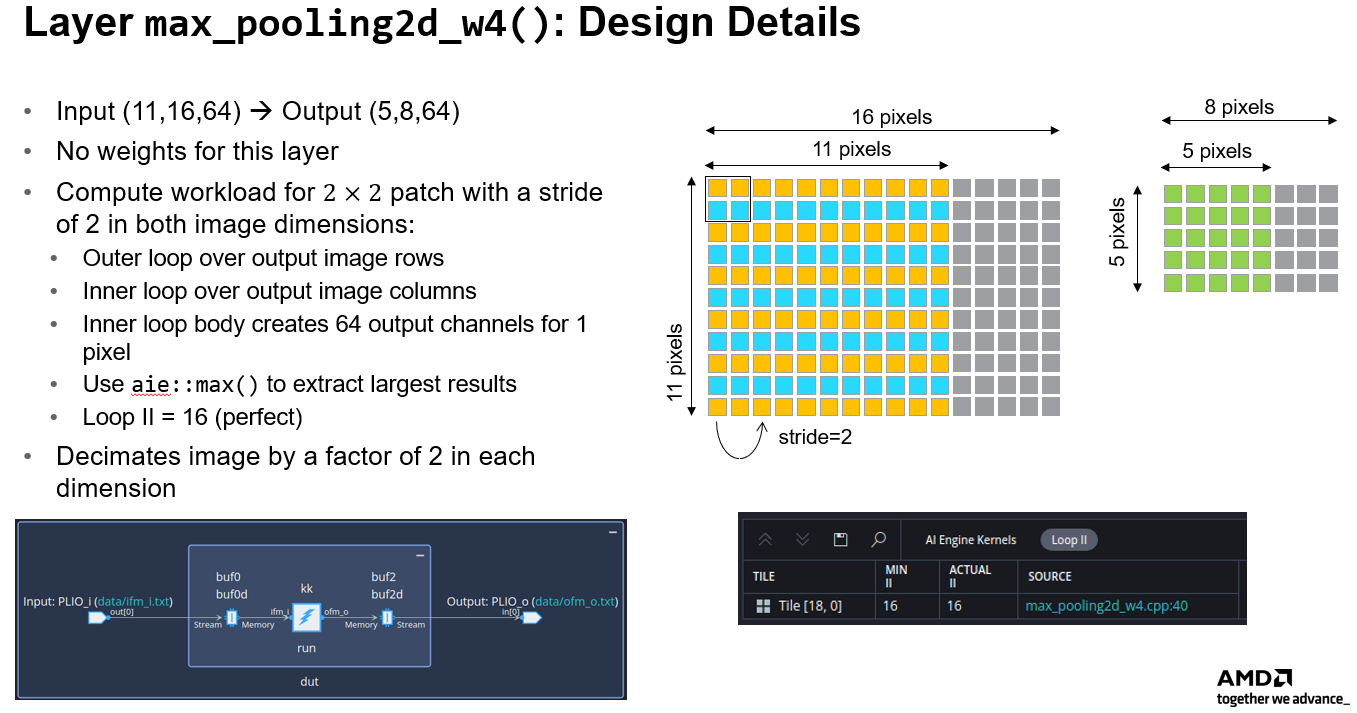 Layer max_pooling2d_w4(): Design Details
• Input (11,16,64) → Output (5,8,64)
• No weights for this layer
• Compute workload for 2 × 2 patch with a stride
of 2 in both image dimensions:
• Outer loop over output image rows
• Inner loop over output image columns
• Inner loop body creates 64 output channels for 1
pixel
• Use aie::max() to extract largest results
• Loop II = 16 (perfect)
• Decimates image by a factor of 2 in each
dimension
16 pixels
11 pixels
11 pixels
stride=2
8 pixels
5 pixels
5 pixels
Input: PLIO_i (data/ifm_i.txt)
out[0]
buf0
buf0d
Stream
Memory
ifm_i
kk
run
ofm_o
buf2
buf2d
Memory
Stream
Output: PLIO_o (data/ofm_o.txt)
in[0]
dut
AI Engine Kernels
Loop II
TILE
MIN
II
ACTUAL
II
SOURCE
Tile [18, 0]
16
16
max_pooling2d_w4.cpp:40
AMD
together we advance_